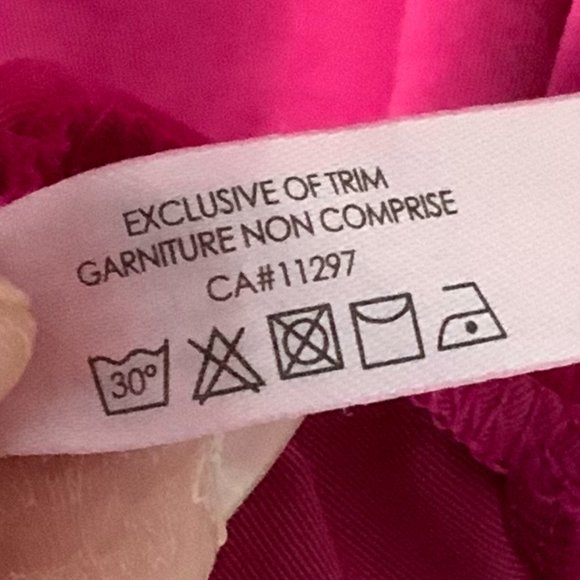 EXCLUSIVE OF TRIM
GARNITURE NON COMPRISE
CA#11297
30°